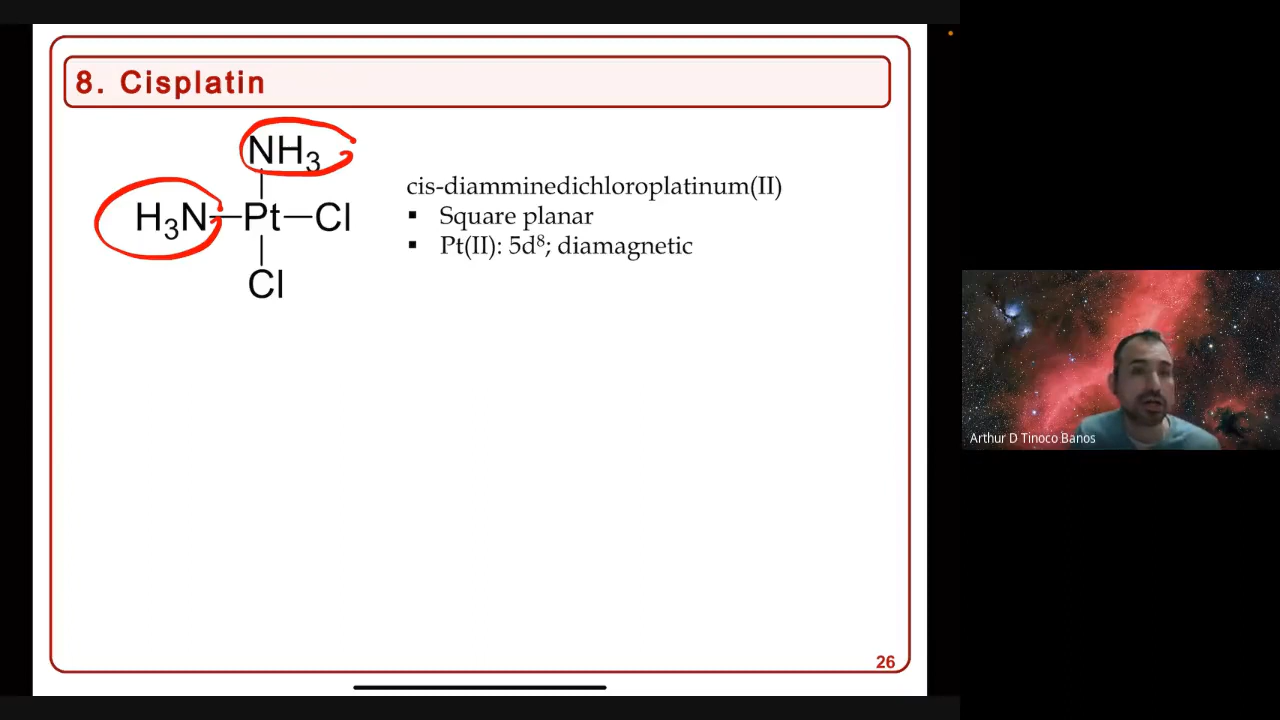 8. Cisplatin
NH₃
H₃N—Pt—Cl
Cl
cis-diamminedichloroplatinum(II)
▪ Square planar
▪ Pt(II): 5d⁸; diamagnetic
Arthur D Tinoco Banos
26